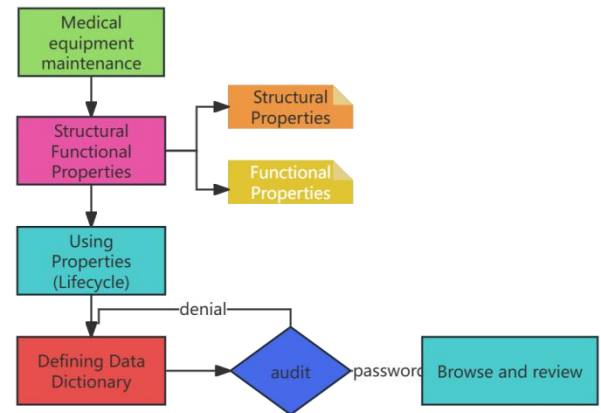 Medical
equipment
maintenance
Structural
Properties
Structural
Functional
Properties
Functional
Properties
Using
Properties
(Lifecycle)
denial
Defining Data
Dictionary
audit
password
Browse and review